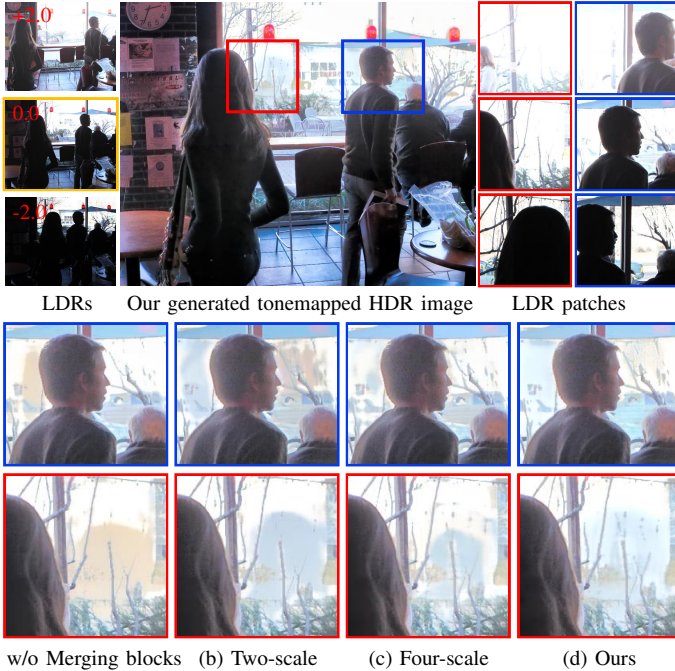 +2.0
0.0
-2.0
LDRs
Our generated tonemapped HDR image
LDR patches
w/o Merging blocks
(b) Two-scale
(c) Four-scale
(d) Ours